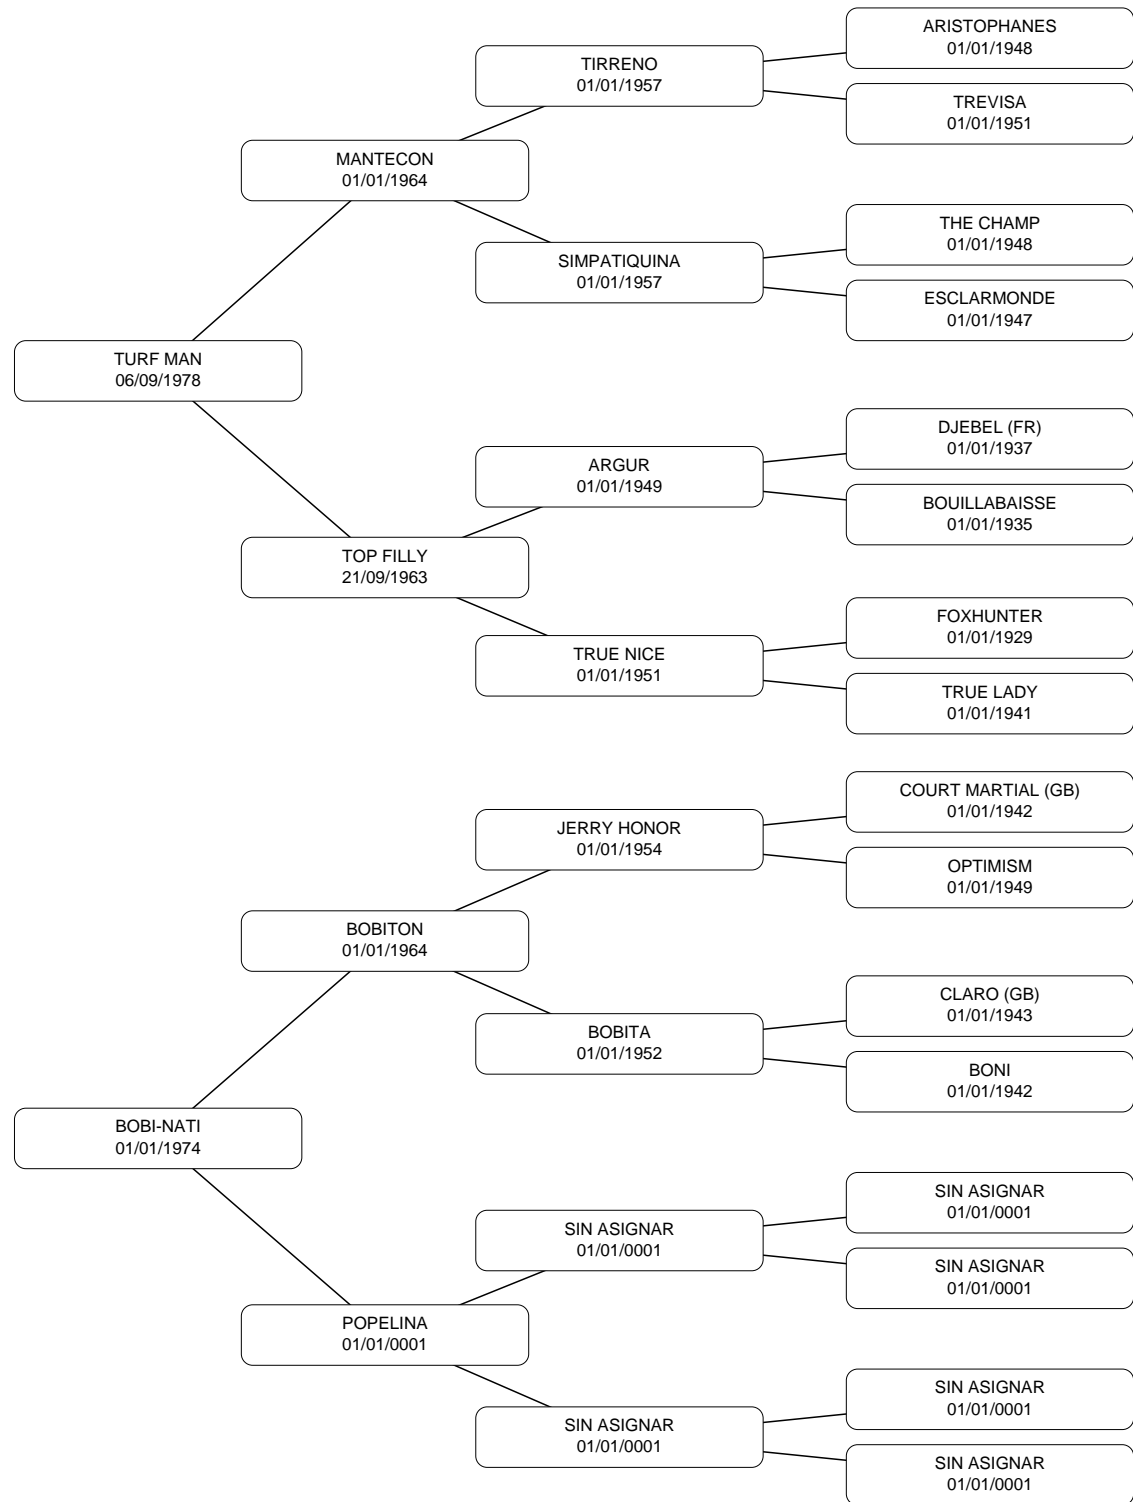 ARISTOPHANES
01/01/1948
TIRRENO
01/01/1957
TREVISA
01/01/1951
MANTECON
01/01/1964
THE CHAMP
01/01/1948
SIMPATIQUINA
01/01/1957
ESCLARMONDE
01/01/1947
TURF MAN
06/09/1978
DJEBEL (FR)
01/01/1937
ARGUR
01/01/1949
BOUILLABAISSE
01/01/1935
TOP FILLY
21/09/1963
FOXHUNTER
01/01/1929
TRUE NICE
01/01/1951
TRUE LADY
01/01/1941
COURT MARTIAL (GB)
01/01/1942
JERRY HONOR
01/01/1954
OPTIMISM
01/01/1949
BOBITON
01/01/1964
CLARO (GB)
01/01/1943
BOBITA
01/01/1952
BONI
01/01/1942
BOBI-NATI
01/01/1974
SIN ASIGNAR
01/01/0001
SIN ASIGNAR
01/01/0001
SIN ASIGNAR
01/01/0001
POPELINA
01/01/0001
SIN ASIGNAR
01/01/0001
SIN ASIGNAR
01/01/0001
SIN ASIGNAR
01/01/0001